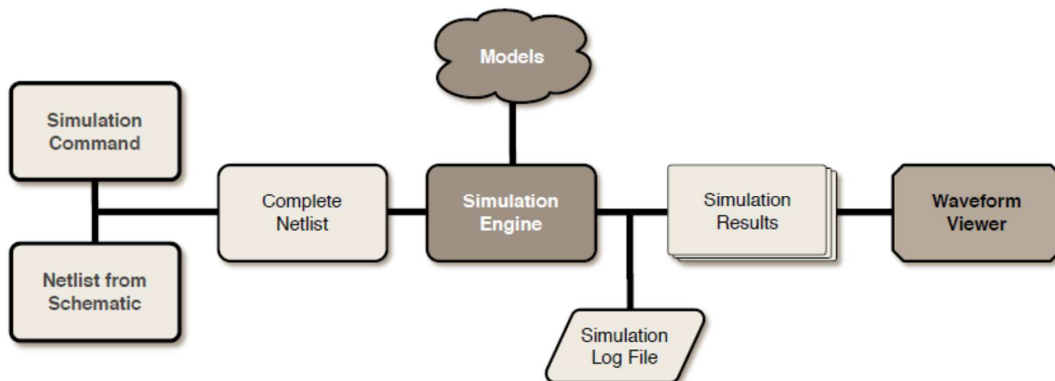 Models
Simulation
Command
Complete
Netlist
Simulation
Engine
Simulation
Results
Waveform
Viewer
Netlist from
Schematic
Simulation
Log File